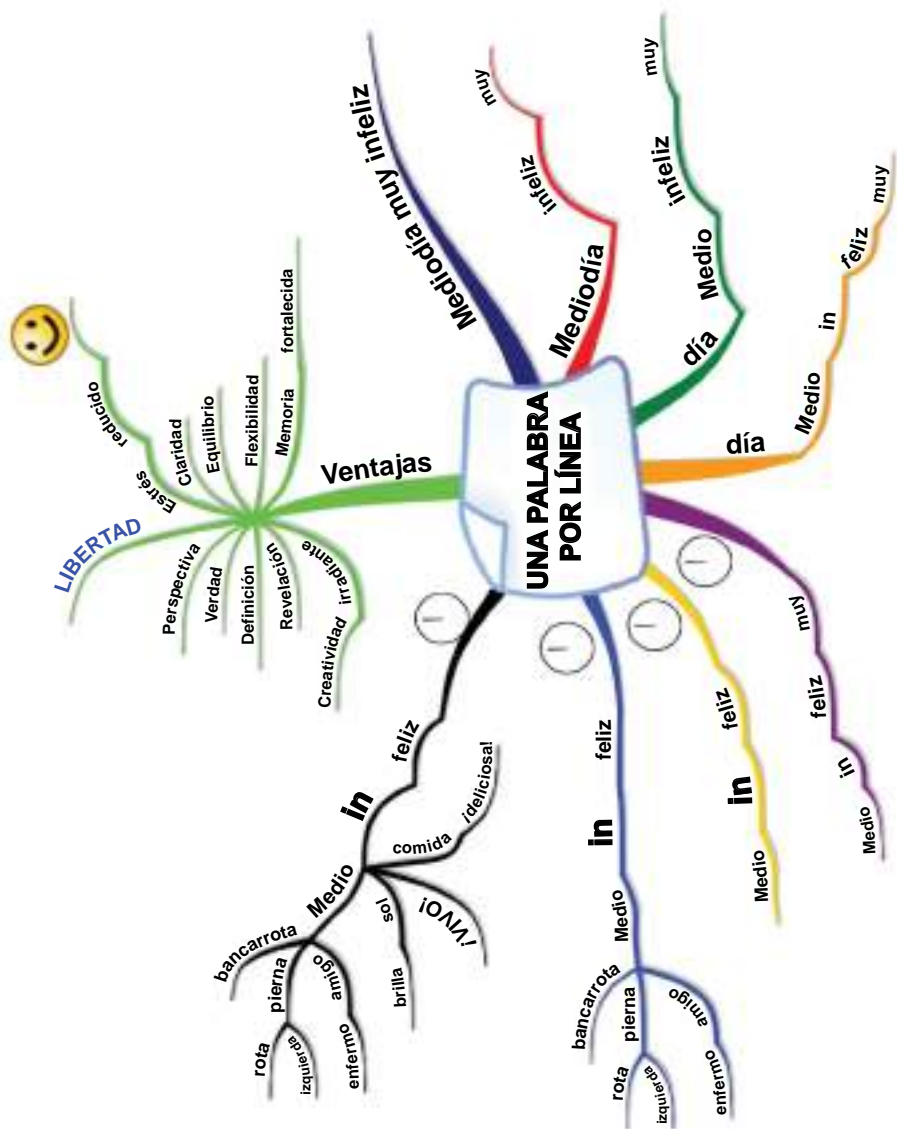 UNA PALABRA
POR LÍNEA
Mediodía muy infeliz
Mediodía
infeliz
muy
día
Medio
infeliz
muy
día
Medio
in
feliz
muy
muy
feliz
in
Medio
feliz
in
Medio
feliz
in
Medio
bancarrota
pierna
rota
izquierda
amigo
enfermo
feliz
in
Medio
bancarrota
pierna
rota
izquierda
amigo
enfermo
sol
brilla
¡VIVO!
comida
¡deliciosa!
Ventajas
Creatividad irradiante
Revelación
Definición
Verdad
Perspectiva
LIBERTAD
Estrés
reducido
Claridad
Equilibrio
Flexibilidad
Memoria fortalecida